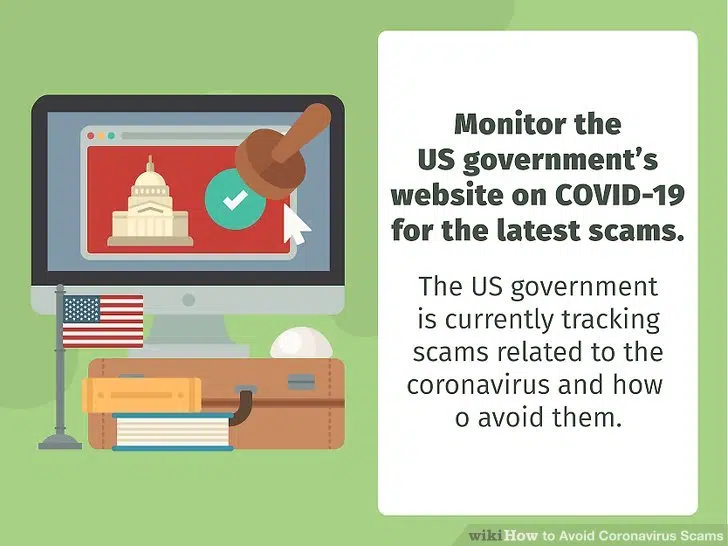 Monitor the
US government's
website on COVID-19
for the latest scams.
The US government
is currently tracking
scams related to the
coronavirus and how
o avoid them.
wikiHow to Avoid Coronavirus Scams